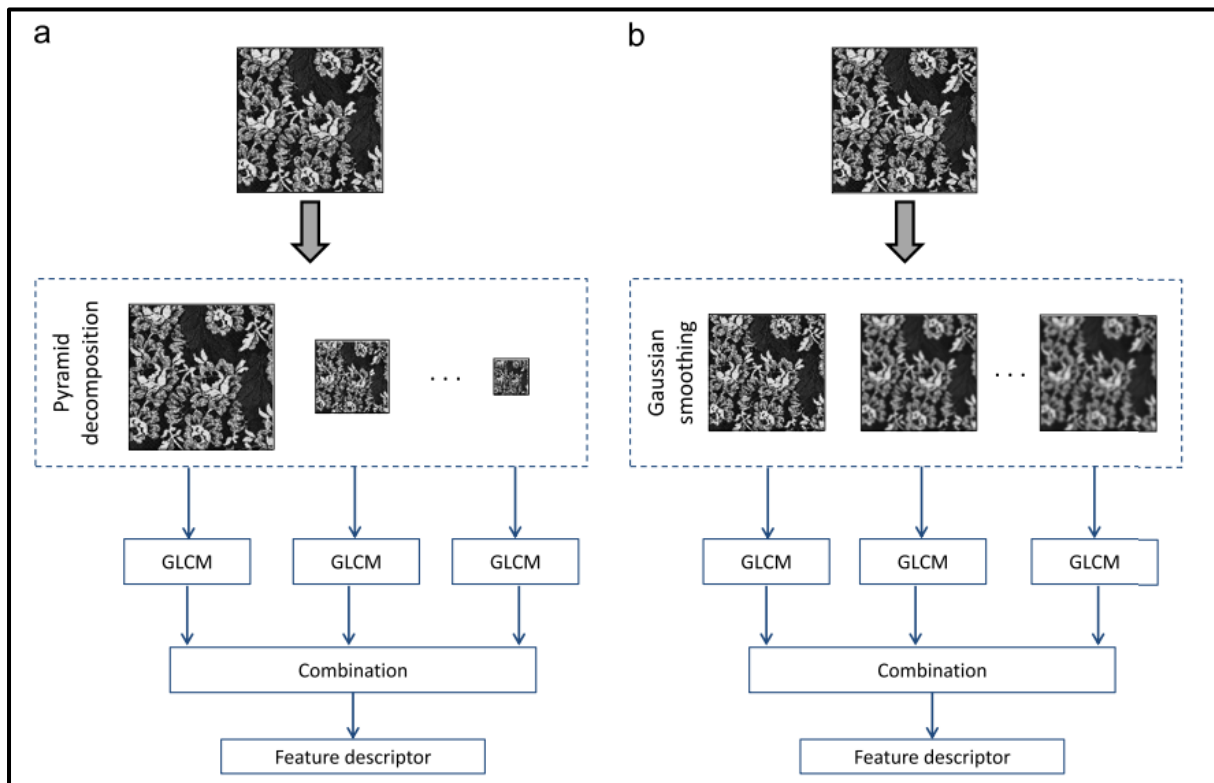 a
Pyramid
decomposition
. . .
GLCM
GLCM
GLCM
Combination
Feature descriptor
b
Gaussian
smoothing
. . .
GLCM
GLCM
GLCM
Combination
Feature descriptor